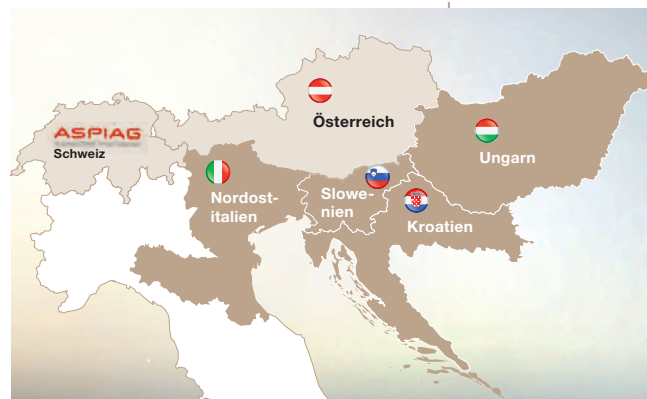 ASPIAG
Schweiz
Österreich
Ungarn
Nordost-
italien
Slowe-
nien
Kroatien